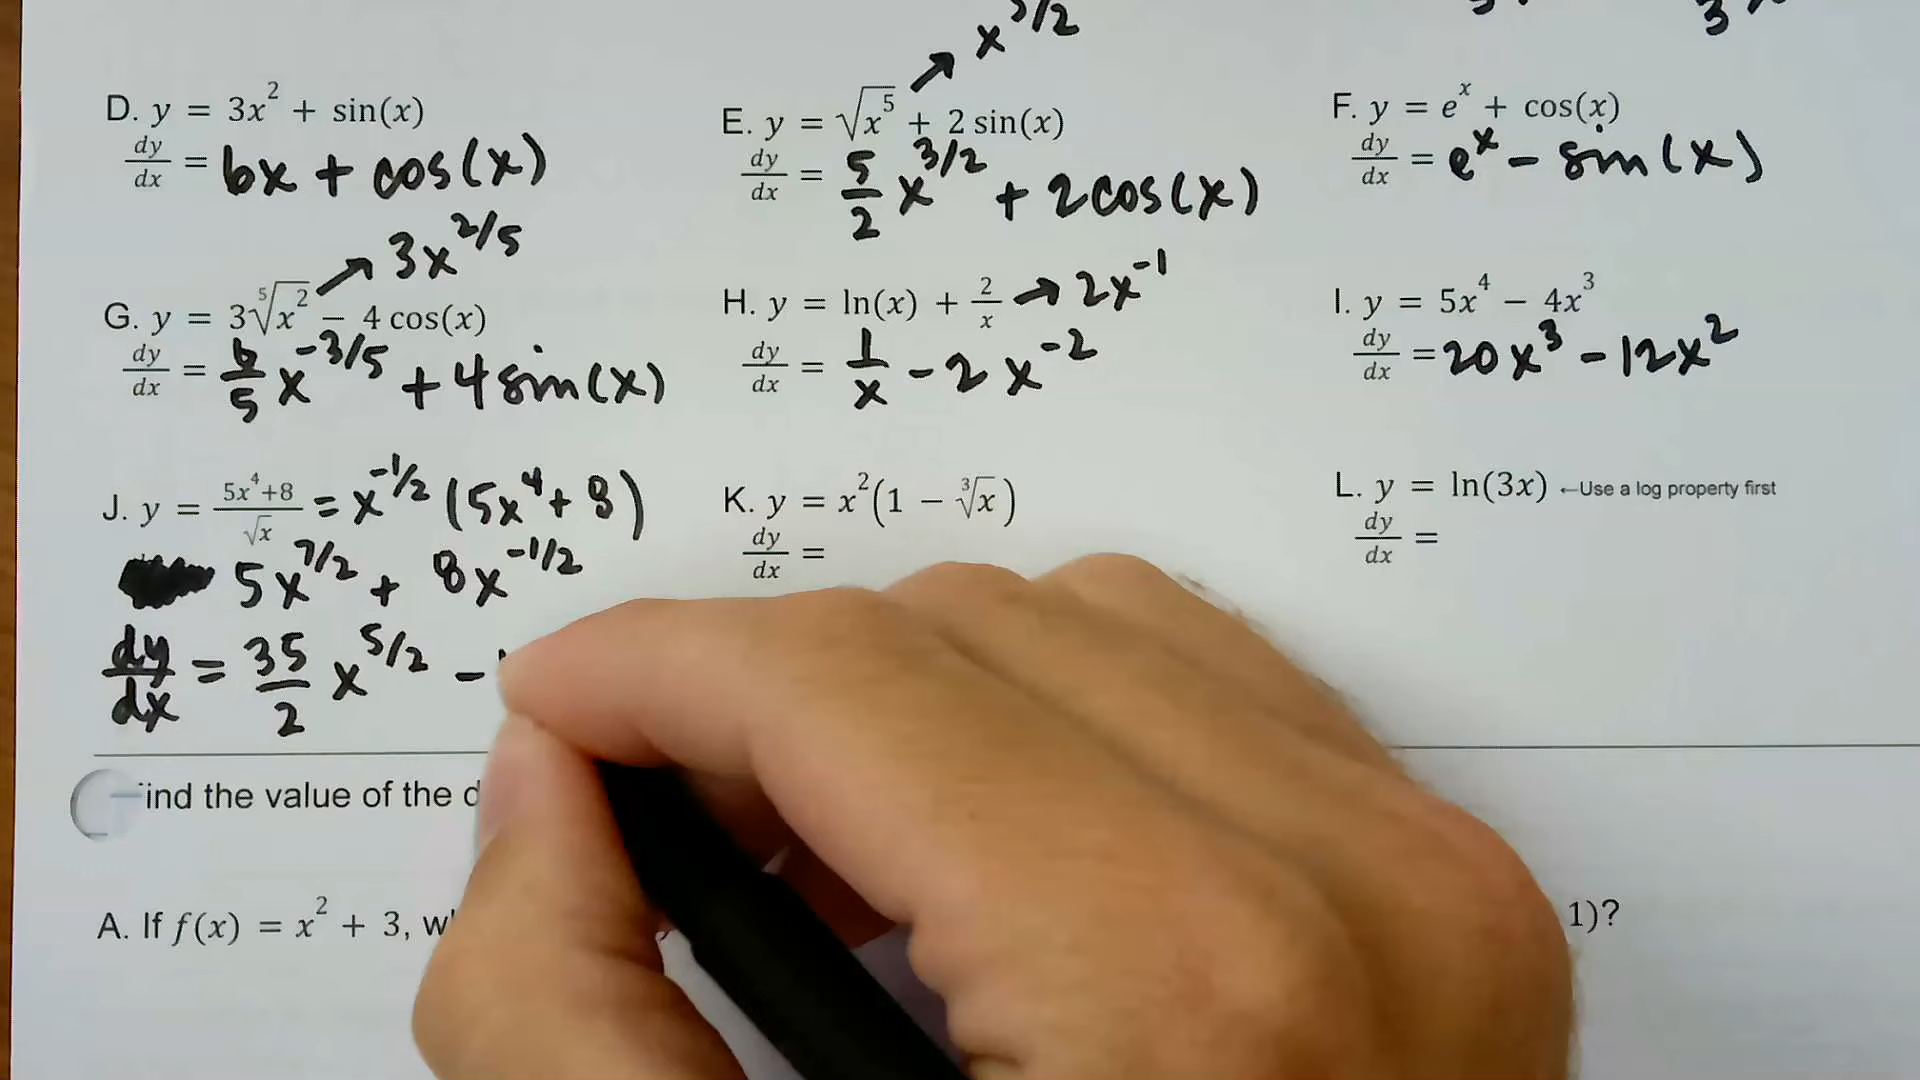 x^5/2
D. y = 3x^2 + sin(x)
dy/dx = 6x + cos(x)
E. y = √x^5 + 2 sin(x)
dy/dx = 5/2 x^3/2 + 2cos(x)
F. y = e^x + cos(x)
dy/dx = e^x - sin(x)
→ 3x^2/5
G. y = 3 ⁵√x^2 − 4 cos(x)
dy/dx = 6/5 x^-3/5 + 4sin(x)
H. y = ln(x) + 2/x → 2x^-1
dy/dx = 1/x - 2x^-2
I. y = 5x^4 − 4x^3
dy/dx = 20x^3 - 12x^2
J. y = 5x^4+8/√x = x^-1/2 (5x^4 + 8)
5x^7/2 + 8x^-1/2
dy/dx = 35/2 x^5/2 -
K. y = x^2(1 − ³√x)
dy/dx =
L. y = ln(3x) ←Use a log property first
dy/dx =
ind the value of the
A. If f(x) = x^2 + 3,
1)?